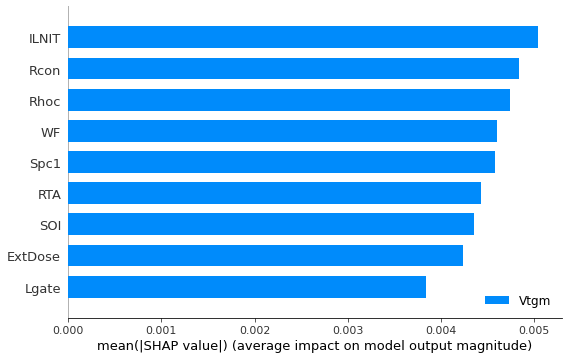 ILNIT
Rcon
Rhoc
WF
Spc1
RTA
SOI
ExtDose
Lgate
Vtgm
0.000 0.001 0.002 0.003 0.004 0.005
mean(|SHAP value|) (average impact on model output magnitude)